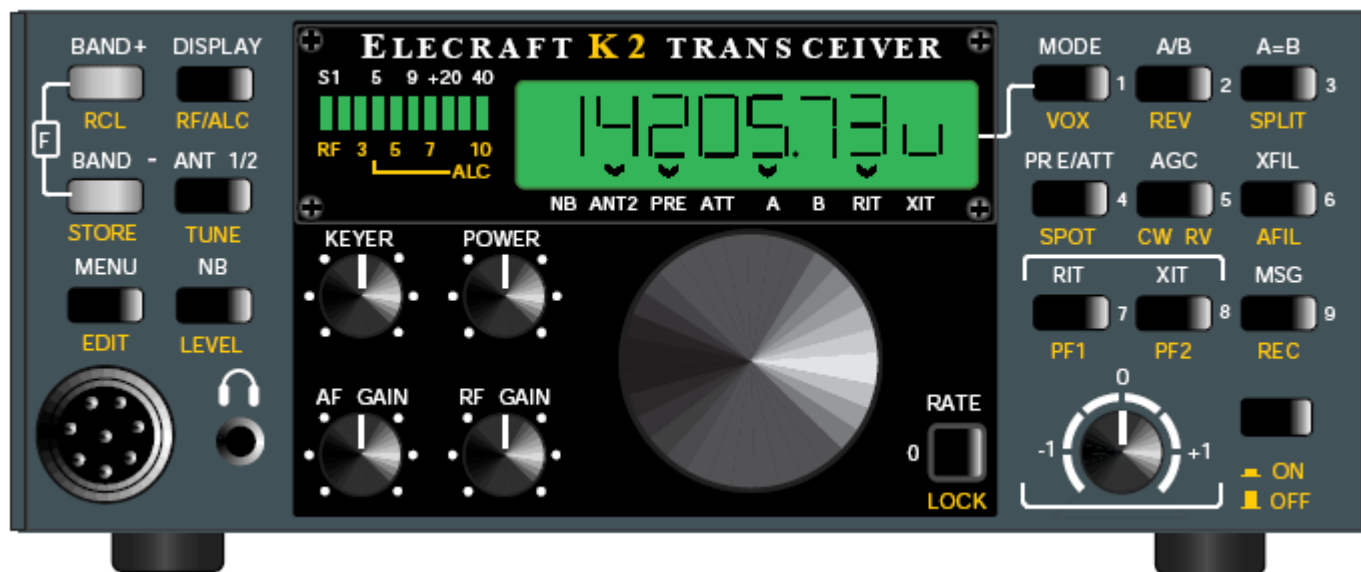 BAND+ DISPLAY
RCL RF/ALC
F
BAND - ANT 1/2
STORE TUNE
MENU NB
EDIT LEVEL
ELECRAFT K2 TRANSCEIVER
S1 5 9 +20 40
RF 3 5 7 10
ALC
14205.73 u
NB ANT2 PRE ATT A B RIT XIT
KEYER POWER
AF GAIN RF GAIN
RATE
0
LOCK
MODE A/B A=B
1 2 3
VOX REV SPLIT
PRE/ATT AGC XFIL
4 5 6
SPOT CW RV AFIL
RIT XIT MSG
7 8 9
PF1 PF2 REC
0
-1 +1
ON
OFF